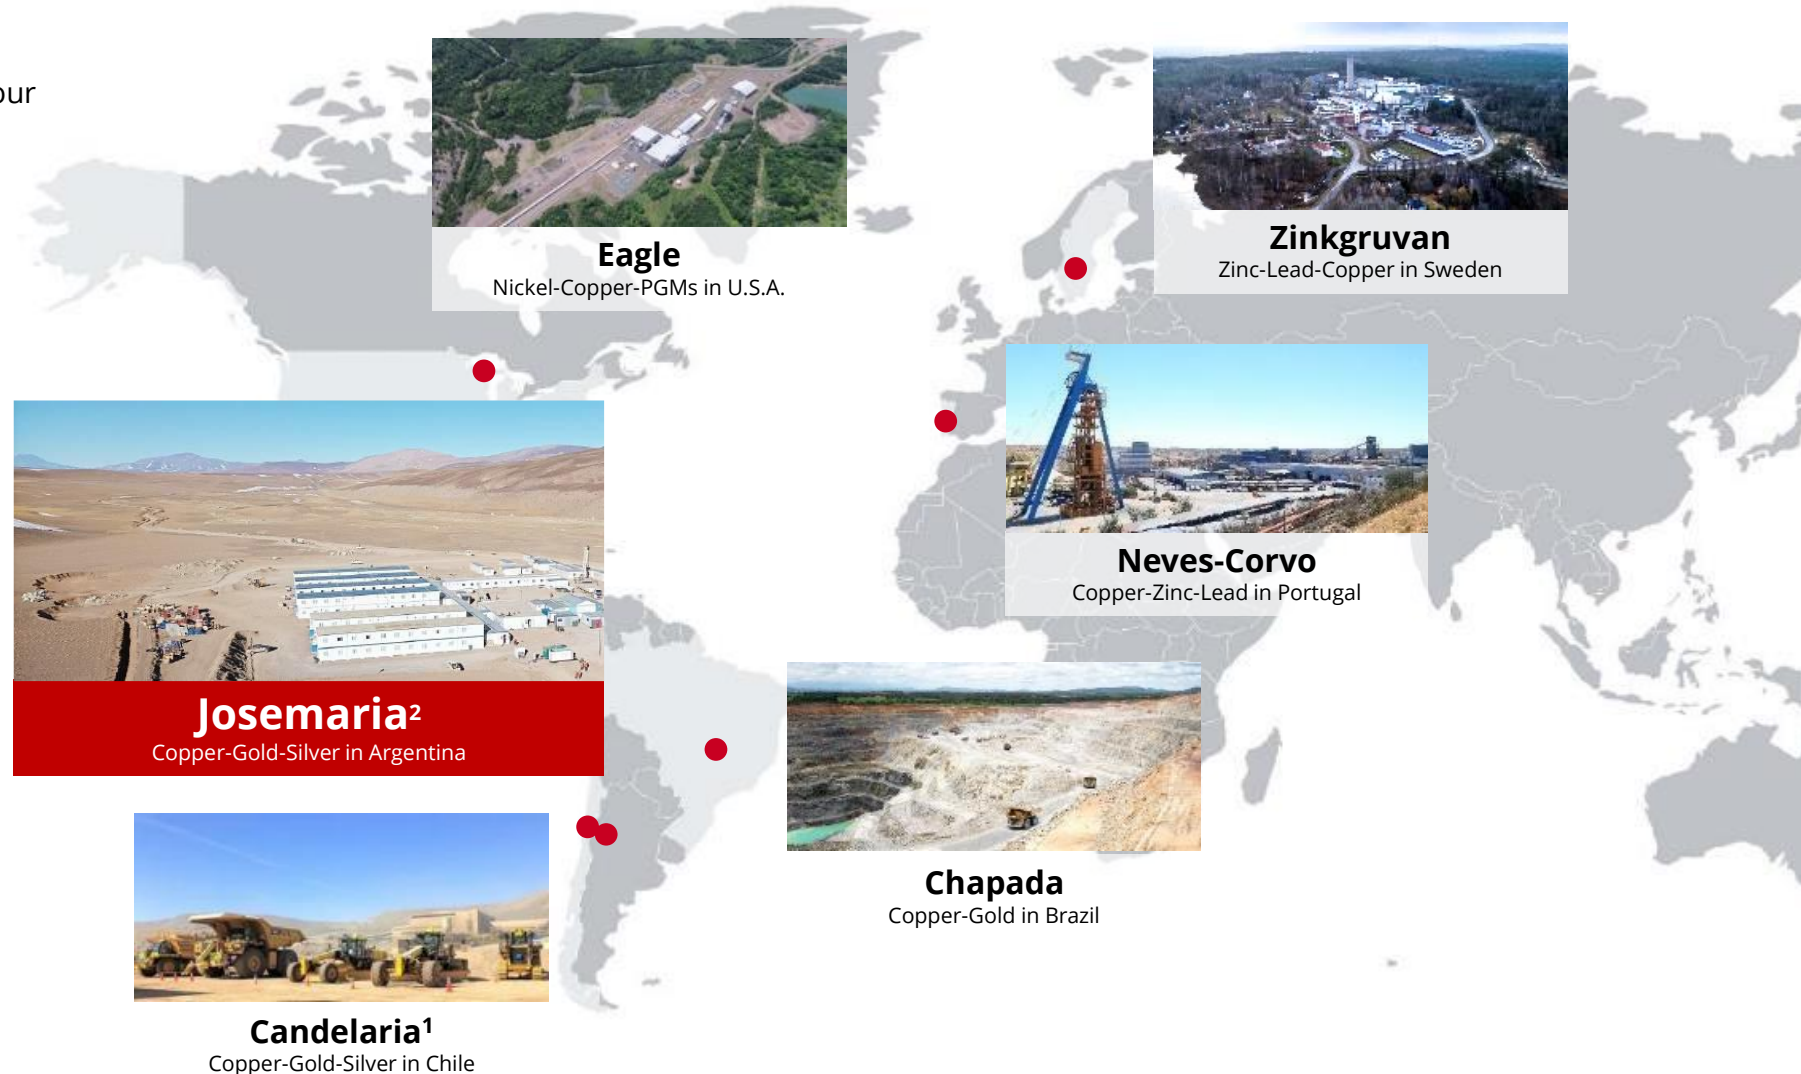 our
Eagle
Nickel-Copper-PGMs in U.S.A.
Zinkgruvan
Zinc-Lead-Copper in Sweden
Neves-Corvo
Copper-Zinc-Lead in Portugal
Josemaria²
Copper-Gold-Silver in Argentina
Chapada
Copper-Gold in Brazil
Candelaria¹
Copper-Gold-Silver in Chile